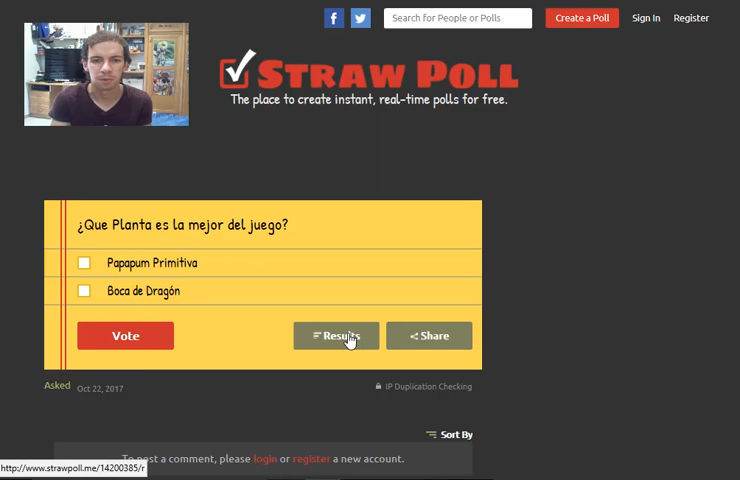 Search for People or Polls
Create a Poll
Sign In
Register
STRAW POLL
The place to create instant, real-time polls for free.
¿Que Planta es la mejor del juego?
Papapum Primitiva
Boca de Dragón
Vote
Results
Share
Asked Oct 22, 2017
IP Duplication Checking
Sort By
To post a comment, please login or register a new account.
http://www.strawpoll.me/14200385/r